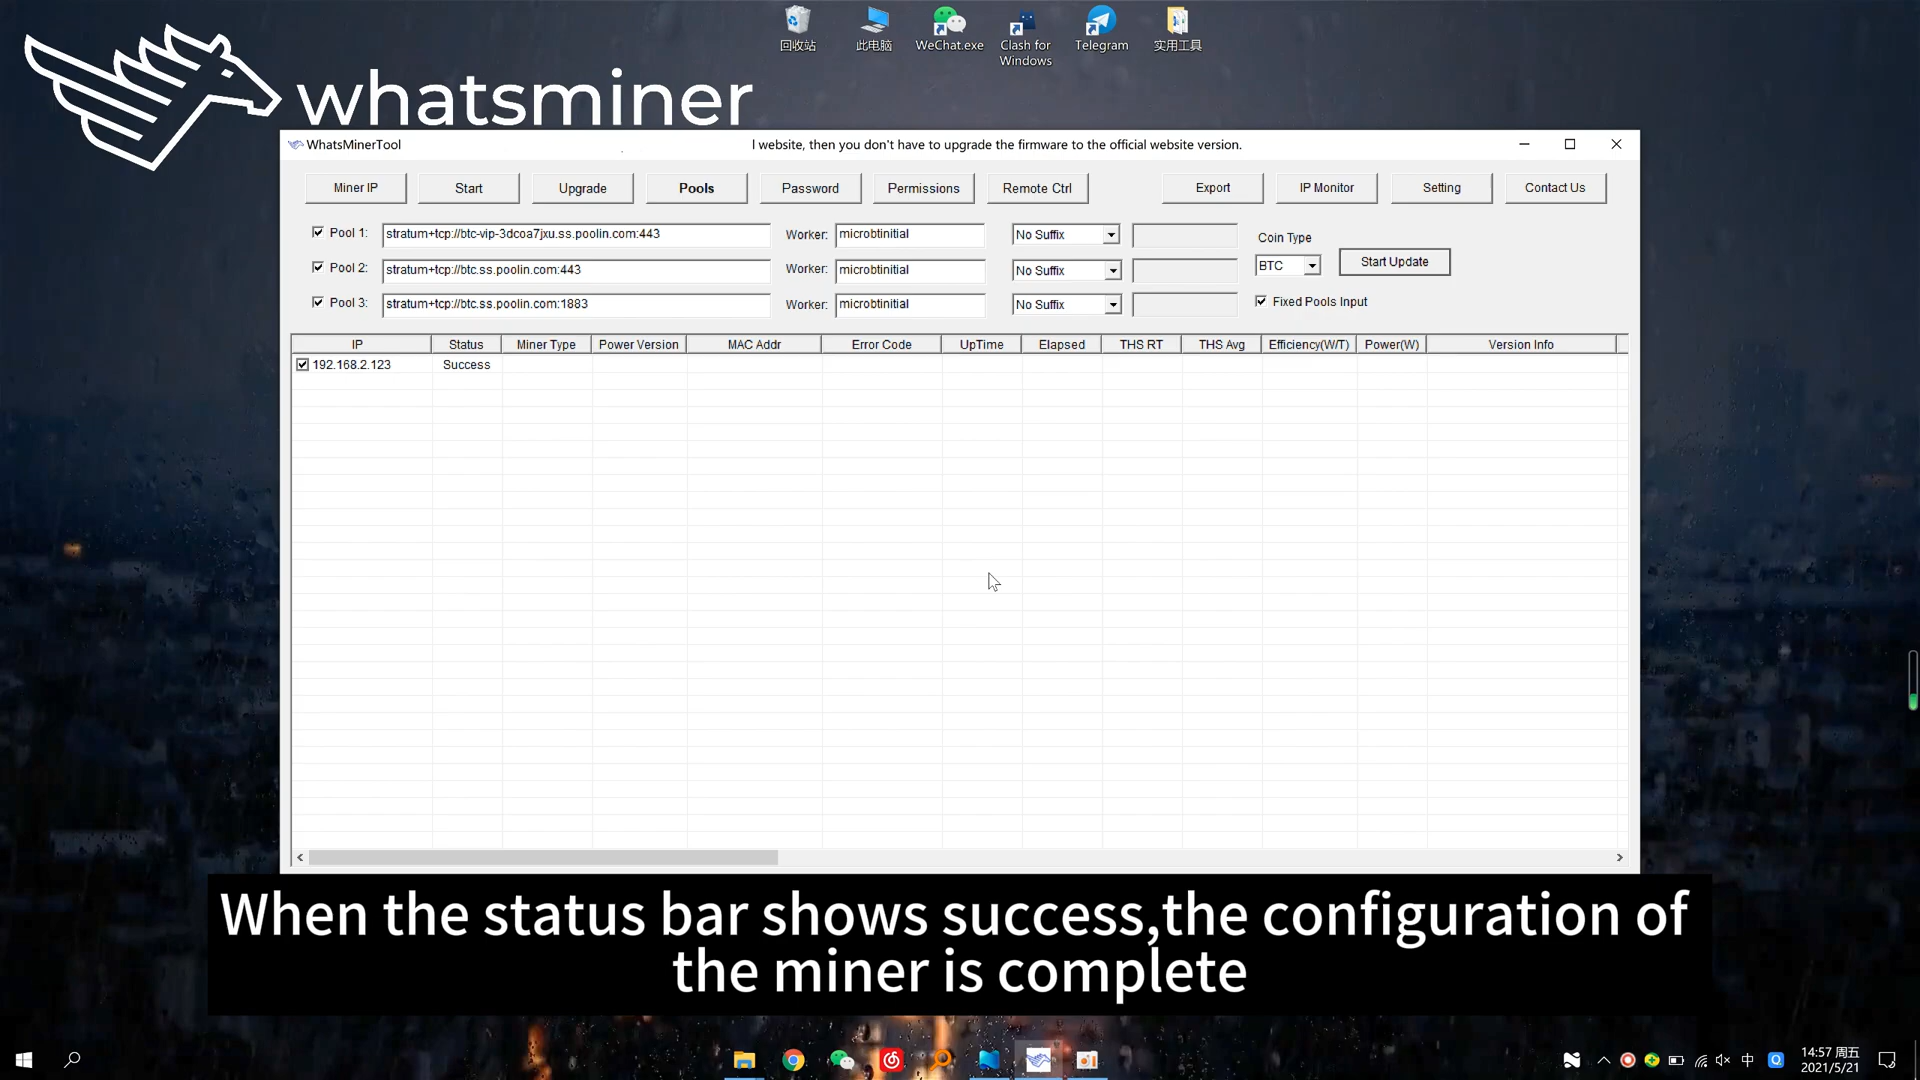 回收站
此电脑
WeChat.exe
Clash for
Windows
Telegram
实用工具
whatsminer
WhatsMinerTool
l website, then you don't have to upgrade the firmware to the official website version.
Miner IP
Start
Upgrade
Pools
Password
Permissions
Remote Ctrl
Export
IP Monitor
Setting
Contact Us
Pool 1:
stratum+tcp://btc-vip-3dcoa7jxu.ss.poolin.com:443
Worker:
microbtinitial
No Suffix
Coin Type
Pool 2:
stratum+tcp://btc.ss.poolin.com:443
Worker:
microbtinitial
No Suffix
BTC
Start Update
Pool 3:
stratum+tcp://btc.ss.poolin.com:1883
Worker:
microbtinitial
No Suffix
Fixed Pools Input
IP
Status
Miner Type
Power Version
MAC Addr
Error Code
UpTime
Elapsed
THS RT
THS Avg
Efficiency(W/T)
Power(W)
Version Info
192.168.2.123
Success
When the status bar shows success,the configuration of
the miner is complete
中
14:57 周五
2021/5/21